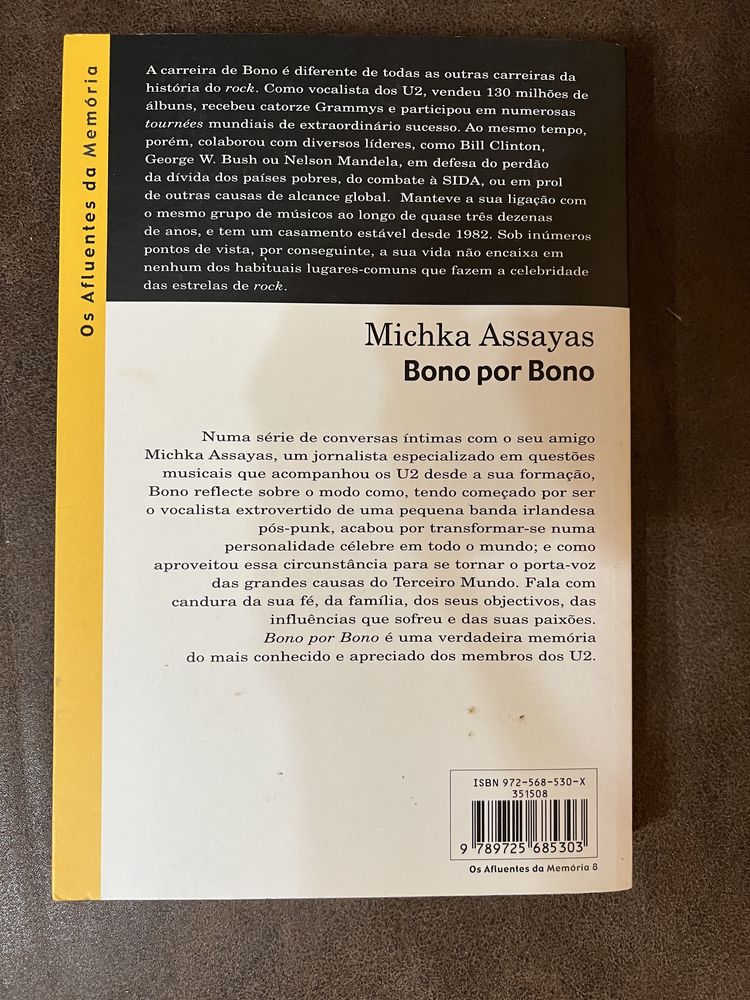 Os Afluentes da Memória
A carreira de Bono é diferente de todas as outras carreiras da
história do rock. Como vocalista dos U2, vendeu 130 milhões de
álbuns, recebeu catorze Grammys e participou em numerosas
tournées mundiais de extraordinário sucesso. Ao mesmo tempo,
porém, colaborou com diversos líderes, como Bill Clinton,
George W. Bush ou Nelson Mandela, em defesa do perdão
da dívida dos países pobres, do combate à SIDA, ou em prol
de outras causas de alcance global. Manteve a sua ligação com
o mesmo grupo de músicos ao longo de quase três dezenas
de anos, e tem um casamento estável desde 1982. Sob inúmeros
pontos de vista, por conseguinte, a sua vida não encaixa em
nenhum dos habituais lugares-comuns que fazem a celebridade
das estrelas de rock.
Michka Assayas
Bono por Bono
Numa série de conversas íntimas com o seu amigo
Michka Assayas, um jornalista especializado em questões
musicais que acompanhou os U2 desde a sua formação,
Bono reflecte sobre o modo como, tendo começado por ser
o vocalista extrovertido de uma pequena banda irlandesa
pós-punk, acabou por transformar-se numa
personalidade célebre em todo o mundo; e como
aproveitou essa circunstância para se tornar o porta-voz
das grandes causas do Terceiro Mundo. Fala com
candura da sua fé, da família, dos seus objectivos, das
influências que sofreu e das suas paixões.
Bono por Bono é uma verdadeira memória
do mais conhecido e apreciado dos membros dos U2.
ISBN 972-568-530-X
351508
9 789725 685303
Os Afluentes da Memória 8